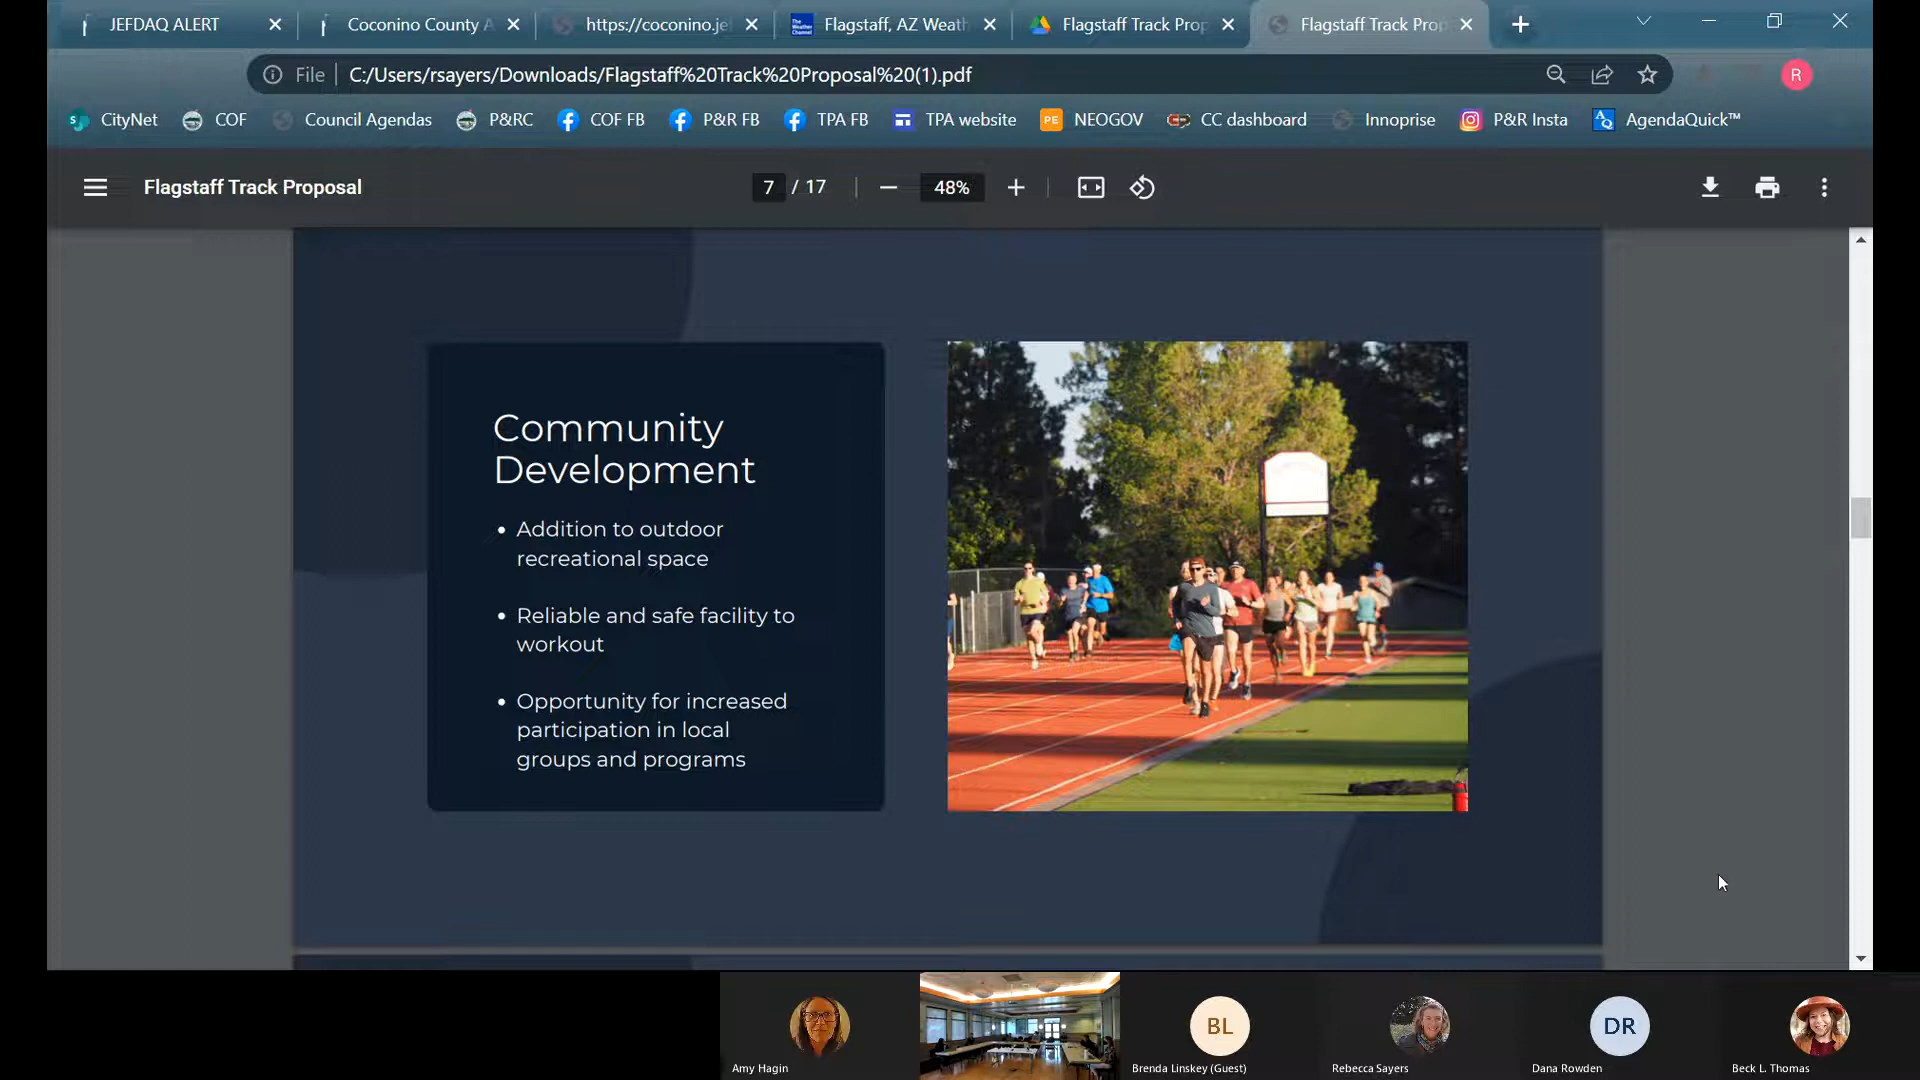 JEFDAQ ALERT
Coconino County A
https://coconino.je
Flagstaff, AZ Weath
Flagstaff Track Prop
Flagstaff Track Prop
File
C:/Users/rsayers/Downloads/Flagstaff%20Track%20Proposal%20(1).pdf
R
CityNet
COF
Council Agendas
P&RC
COF FB
P&R FB
TPA FB
TPA website
PE
NEOGOV
CC dashboard
Innoprise
P&R Insta
AgendaQuick™
Flagstaff Track Proposal
7 / 17
48%
Community
Development
• Addition to outdoor
recreational space
• Reliable and safe facility to
workout
• Opportunity for increased
participation in local
groups and programs
Amy Hagin
BL
Brenda Linskey (Guest)
Rebecca Sayers
DR
Dana Rowden
Beck L. Thomas